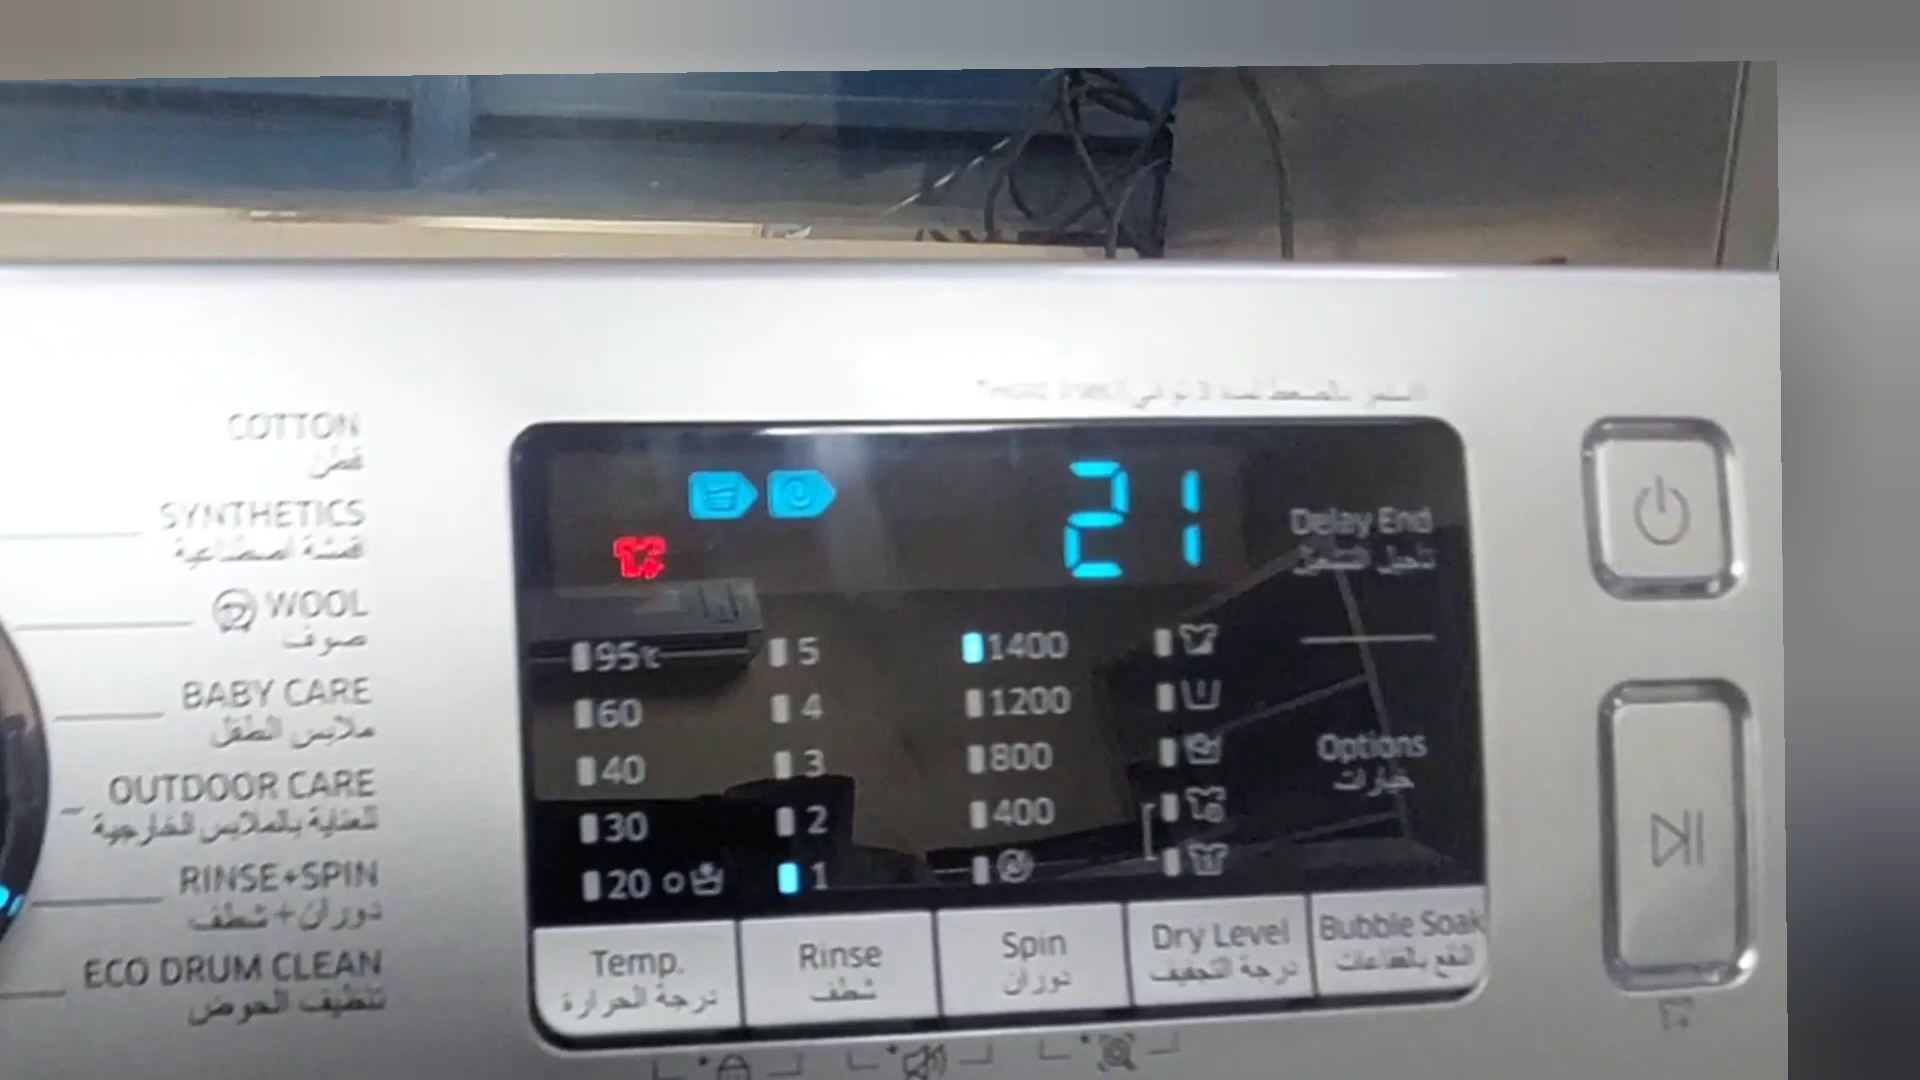 COTTON
قطن
SYNTHETICS
أقمشة اصطناعية
WOOL
صوف
BABY CARE
ملابس الطفل
OUTDOOR CARE
للعناية بالملابس الخارجية
RINSE+SPIN
دوران+شطف
ECO DRUM CLEAN
تنظيف الحوض
21
Delay End
تأجيل التشغيل
95℃ 5 1400
60 4 1200
40 3 800
30 2 400
20 1
Options
خيارات
Temp. Rinse Spin Dry Level Bubble Soak
درجة الحرارة شطف دوران درجة التجفيف النقع بالفقاعات